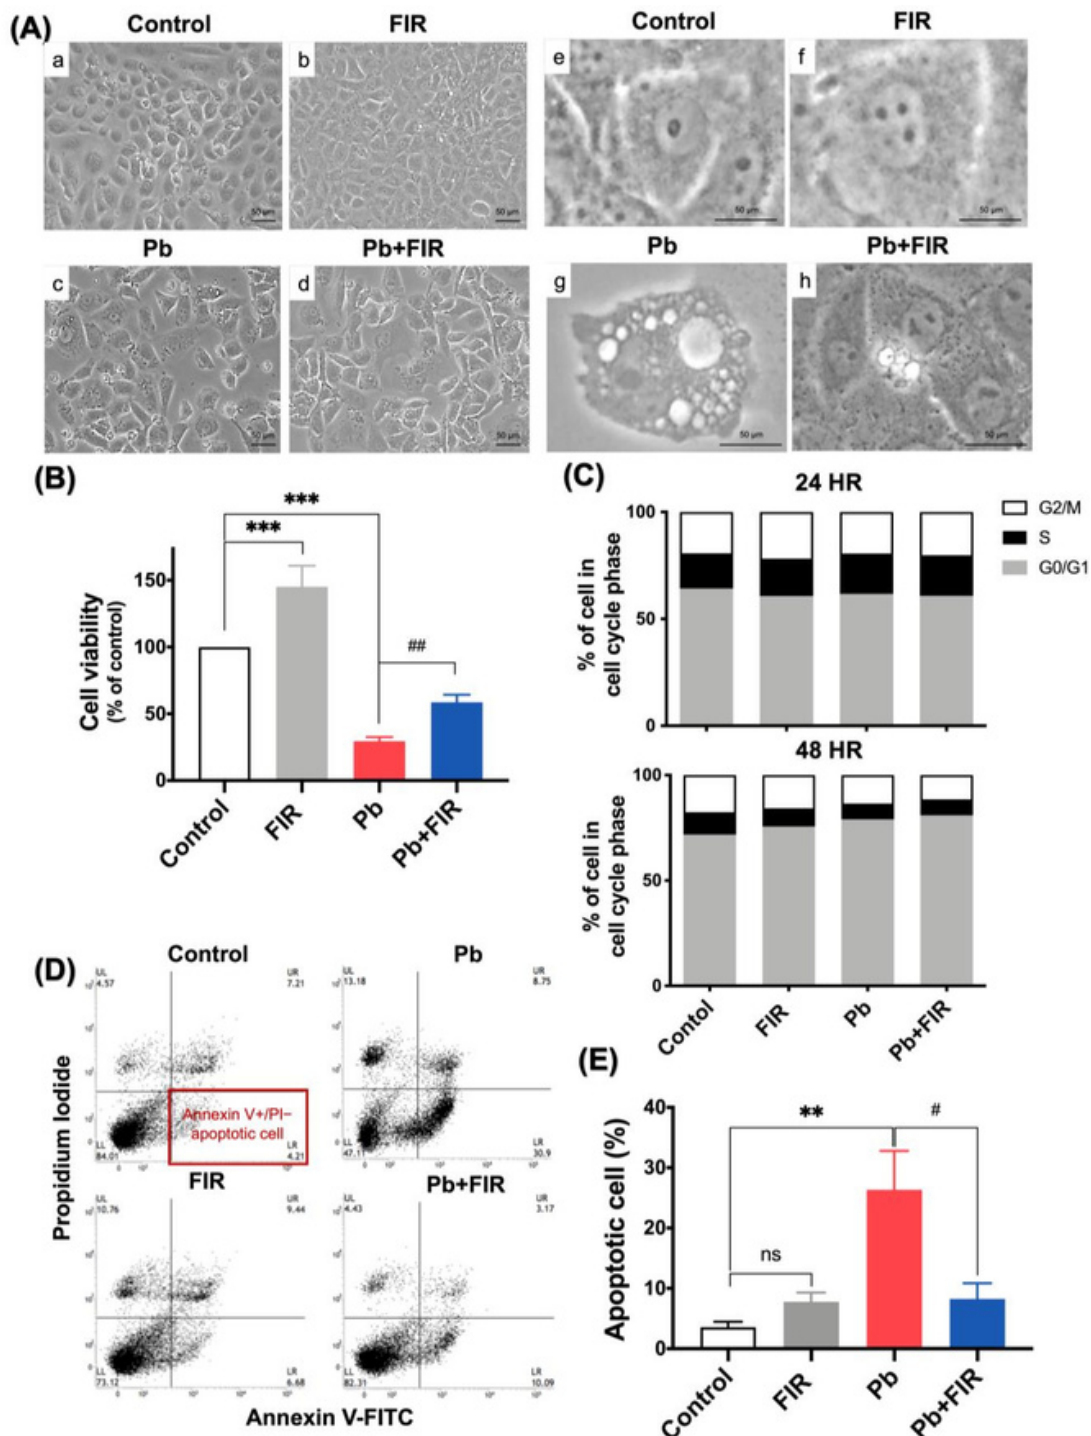 (A)
Control
FIR
Control
FIR
a
b
e
f
50 µm
50 µm
50 µm
50 µm
Pb
Pb+FIR
Pb
Pb+FIR
c
d
g
h
50 µm
50 µm
50 µm
50 µm
(B)
***
***
##
Cell viability
(% of control)
150
100
50
0
Control
FIR
Pb
Pb+FIR
(C)
24 HR
G2/M
S
G0/G1
% of cell in
cell cycle phase
100
50
0
48 HR
% of cell in
cell cycle phase
100
50
0
Contol
FIR
Pb
Pb+FIR
(D)
Control
Pb
UL
4.57
UR
7.21
UL
13.18
UR
8.75
Annexin V+/PI−
apoptotic cell
LL
84.01
LR
4.21
LL
47.17
LR
30.9
FIR
Pb+FIR
UL
10.76
UR
9.44
UL
4.43
UR
3.17
LL
73.12
LR
6.68
LL
82.31
LR
10.09
Propidium Iodide
Annexin V-FITC
(E)
**
#
ns
Apoptotic cell (%)
40
30
20
10
0
Control
FIR
Pb
Pb+FIR